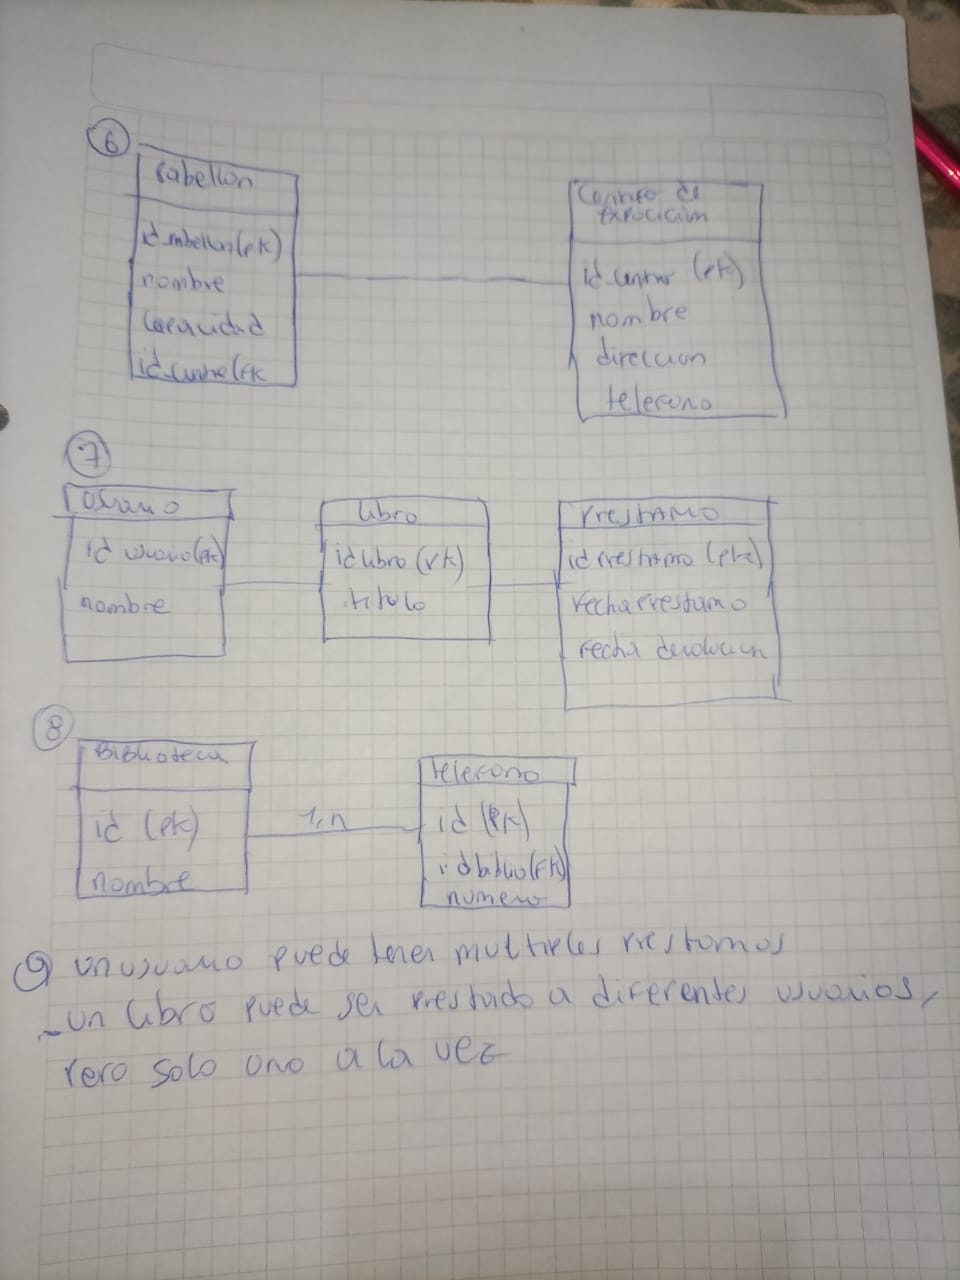 6
Pabellon
id_pabellon(PK)
nombre
Capacidad
id_centro(FK
Centro de
exposicion
id_centro (PK)
nombre
direccion
telefono
7
Usuario
id usuario(PK)
nombre
libro
id libro (PK)
titulo
Prestamo
id prestamo (PK)
fecha Prestamo
fecha devolucion
8
Biblioteca
id (PK)
nombre
1,n
telefono
id (PK)
id biblio(FK)
numero
9 un usuario puede tener multiples prestamos
- un libro puede ser prestado a diferentes usuarios,
pero solo uno a la vez